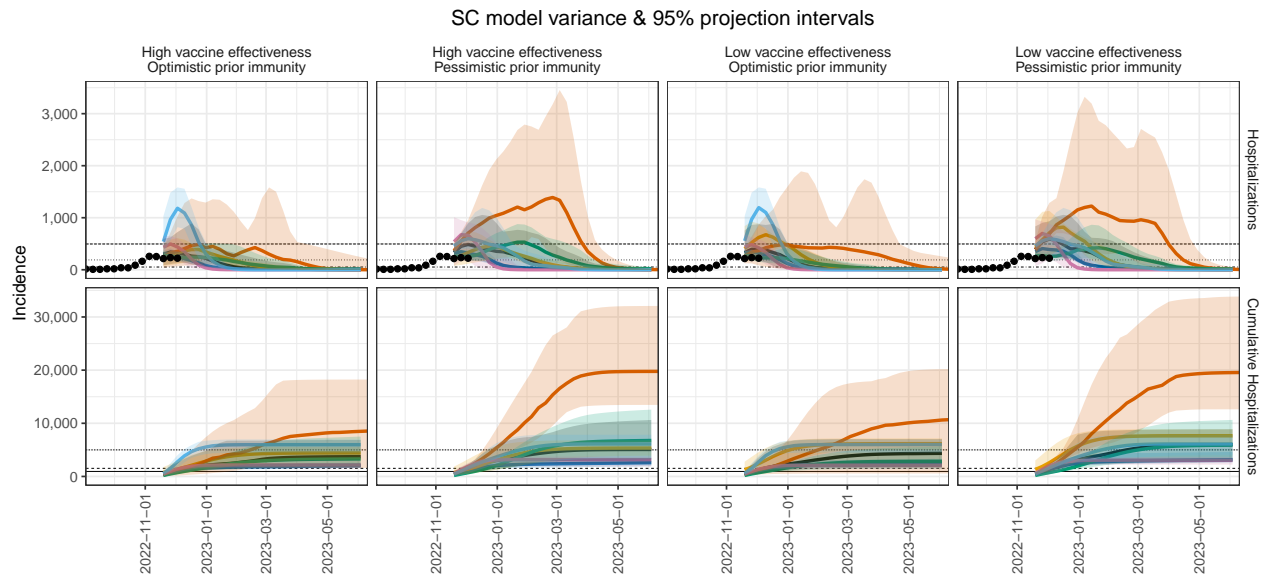 SC model variance & 95% projection intervals
High vaccine effectiveness
Optimistic prior immunity
High vaccine effectiveness
Pessimistic prior immunity
Low vaccine effectiveness
Optimistic prior immunity
Low vaccine effectiveness
Pessimistic prior immunity
Incidence
3,000
2,000
1,000
0
Hospitalizations
30,000
20,000
10,000
0
Cumulative Hospitalizations
2022−11−01
2023−01−01
2023−03−01
2023−05−01
2022−11−01
2023−01−01
2023−03−01
2023−05−01
2022−11−01
2023−01−01
2023−03−01
2023−05−01
2022−11−01
2023−01−01
2023−03−01
2023−05−01